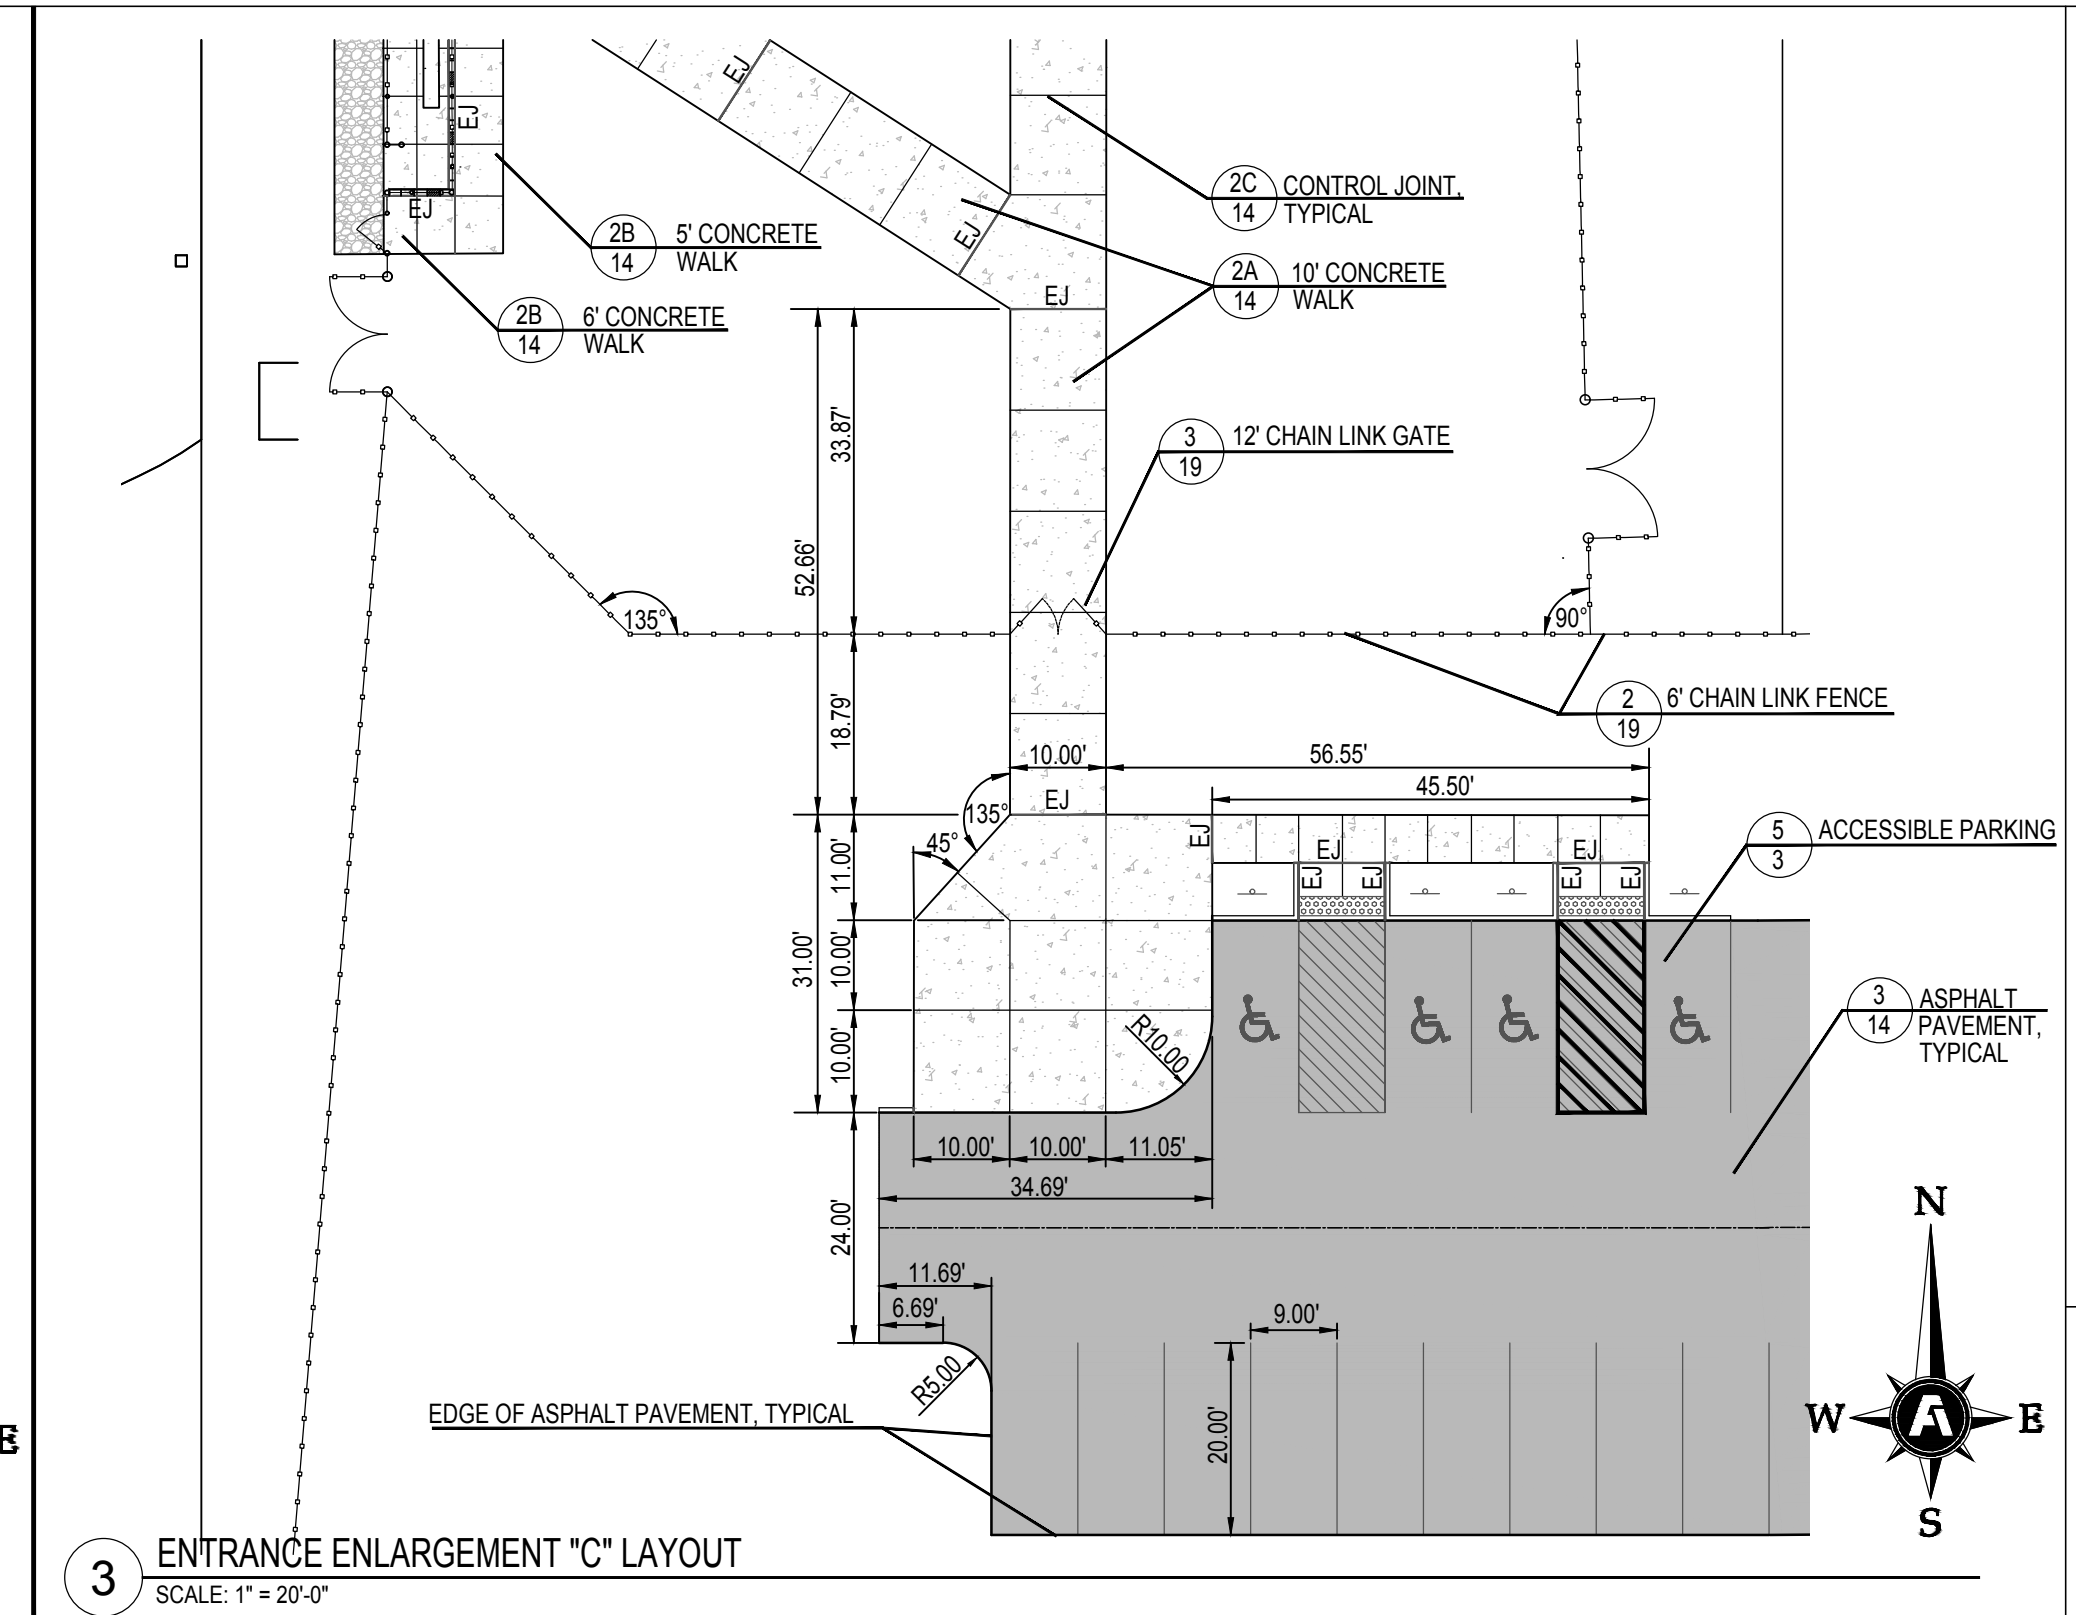 EJ
EJ
EJ
EJ
EJ
2C
14
CONTROL JOINT,
TYPICAL
2B
14
5' CONCRETE
WALK
2A
14
10' CONCRETE
WALK
2B
14
6' CONCRETE
WALK
EJ
33.87'
52.66'
3
19
12' CHAIN LINK GATE
135°
90°
18.79'
2
19
6' CHAIN LINK FENCE
10.00'
56.55'
45.50'
EJ
135°
45°
EJ
EJ
EJ
EJ
EJ
EJ
EJ
5
3
ACCESSIBLE PARKING
11.00'
31.00'
10.00'
10.00'
R10.00
3
14
ASPHALT
PAVEMENT,
TYPICAL
10.00'
10.00'
11.05'
34.69'
24.00'
11.69'
6.69'
9.00'
R5.00
20.00'
EDGE OF ASPHALT PAVEMENT, TYPICAL
N
W
A
E
S
E
3
ENTRANCE ENLARGEMENT "C" LAYOUT
SCALE: 1" = 20'-0"